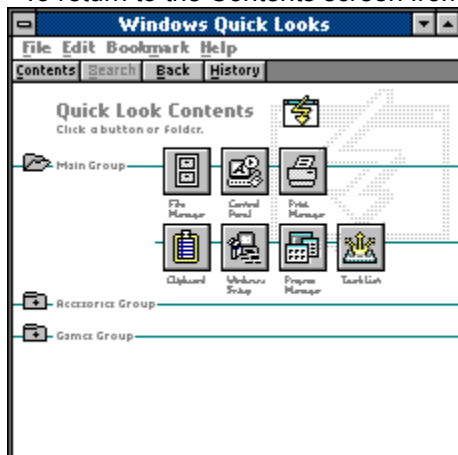 To return to the Contents screen from
Windows Quick Looks
File Edit Bookmark Help
Contents Search Back History
Quick Look Contents
Click a button or Folder.
Main Group
File Manager
Control Panel
Print Manager
Clipboard
Windows Setup
Program Manager
Task List
Accessories Group
Games Group